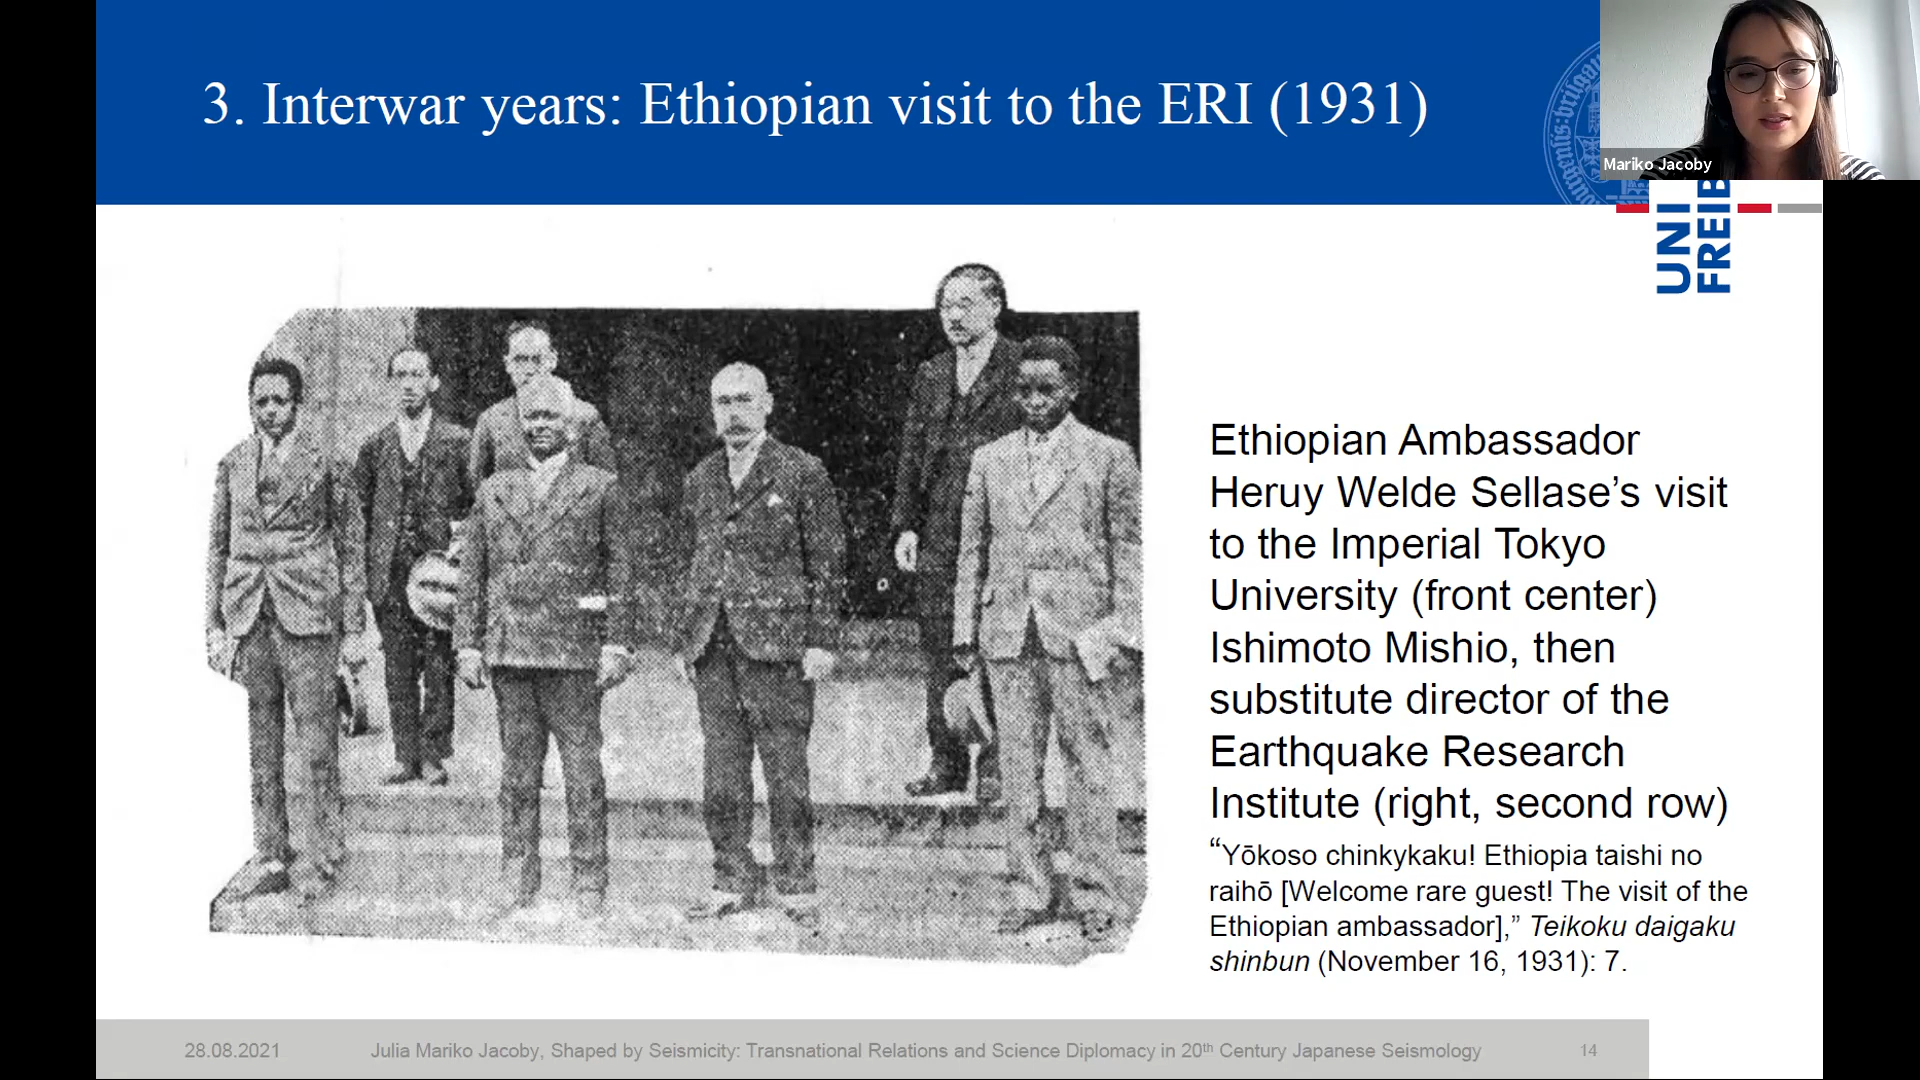 3. Interwar years: Ethiopian visit to the ERI (1931)
Mariko Jacoby
UNI
FREIB
Ethiopian Ambassador
Heruy Welde Sellase’s visit
to the Imperial Tokyo
University (front center)
Ishimoto Mishio, then
substitute director of the
Earthquake Research
Institute (right, second row)
“Yōkoso chinkykaku! Ethiopia taishi no
raihō [Welcome rare guest! The visit of the
Ethiopian ambassador],” Teikoku daigaku
shinbun (November 16, 1931): 7.
28.08.2021
Julia Mariko Jacoby, Shaped by Seismicity: Transnational Relations and Science Diplomacy in 20th Century Japanese Seismology
14